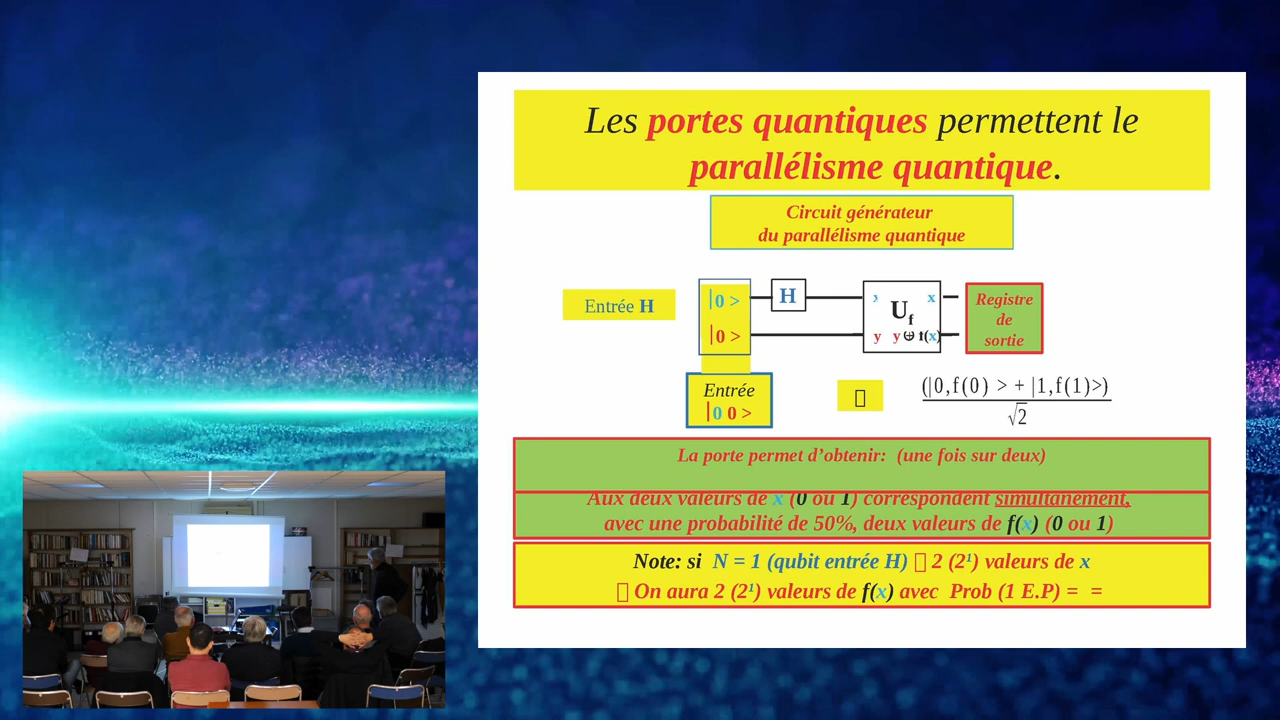 Les portes quantiques permettent le
parallélisme quantique.
Circuit générateur
du parallélisme quantique
Entrée H
|0 >
H
x
Registre
de
sortie
U_f
|0 >
y y ⊕ f(x)
Entrée
|0 0 >
(|0,f(0) > + |1,f(1)>)
√2
La porte permet d’obtenir: (une fois sur deux)
Aux deux valeurs de x (0 ou 1) correspondent simultanément,
avec une probabilité de 50%, deux valeurs de f(x) (0 ou 1)
Note: si N = 1 (qubit entrée H) 2 (2¹) valeurs de x
On aura 2 (2¹) valeurs de f(x) avec Prob (1 E.P) = =